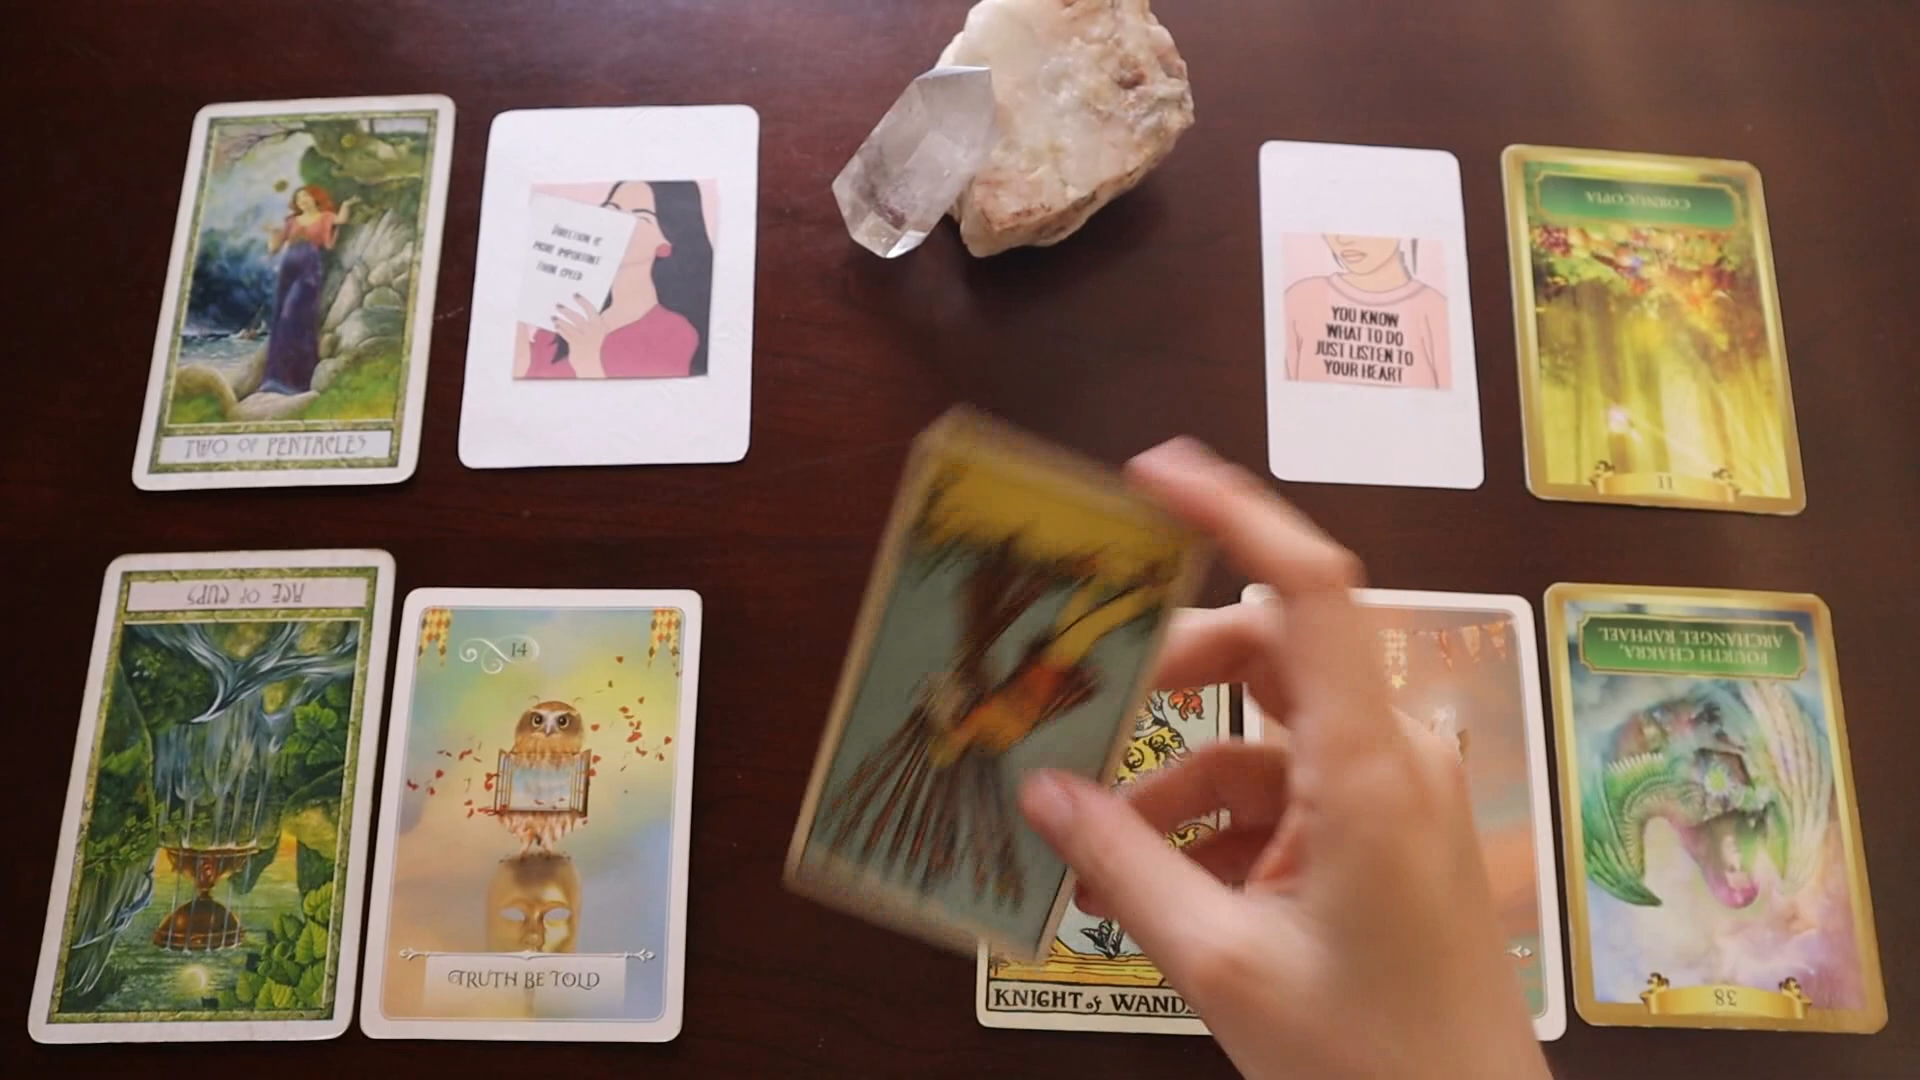 TWO OF PENTACLES
DIRECTION IS
MORE IMPORTANT
THAN SPEED
YOU KNOW
WHAT TO DO
JUST LISTEN TO
YOUR HEART
CORNUCOPIA
11
ACE OF CUPS
14
TRUTH BE TOLD
KNIGHT of WANDS
FOURTH CHAKRA,
ARCHANGEL RAPHAEL
38